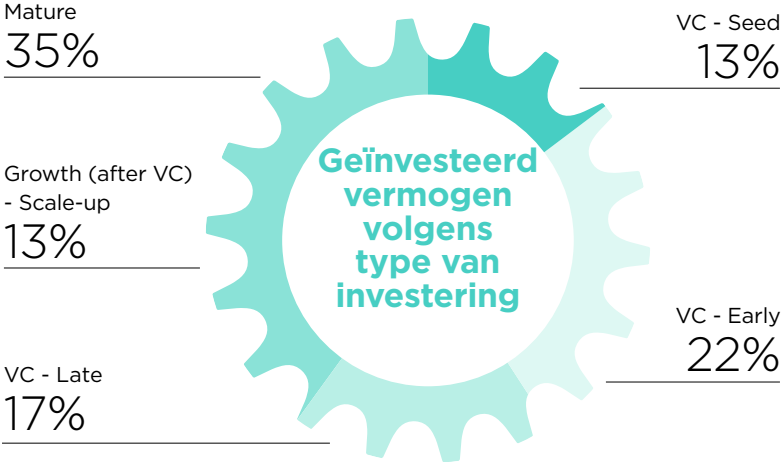 Mature
35%
Growth (after VC)
- Scale-up
13%
VC - Late
17%
Geïnvesteerd
vermogen
volgens
type van
investering
VC - Seed
13%
VC - Early
22%